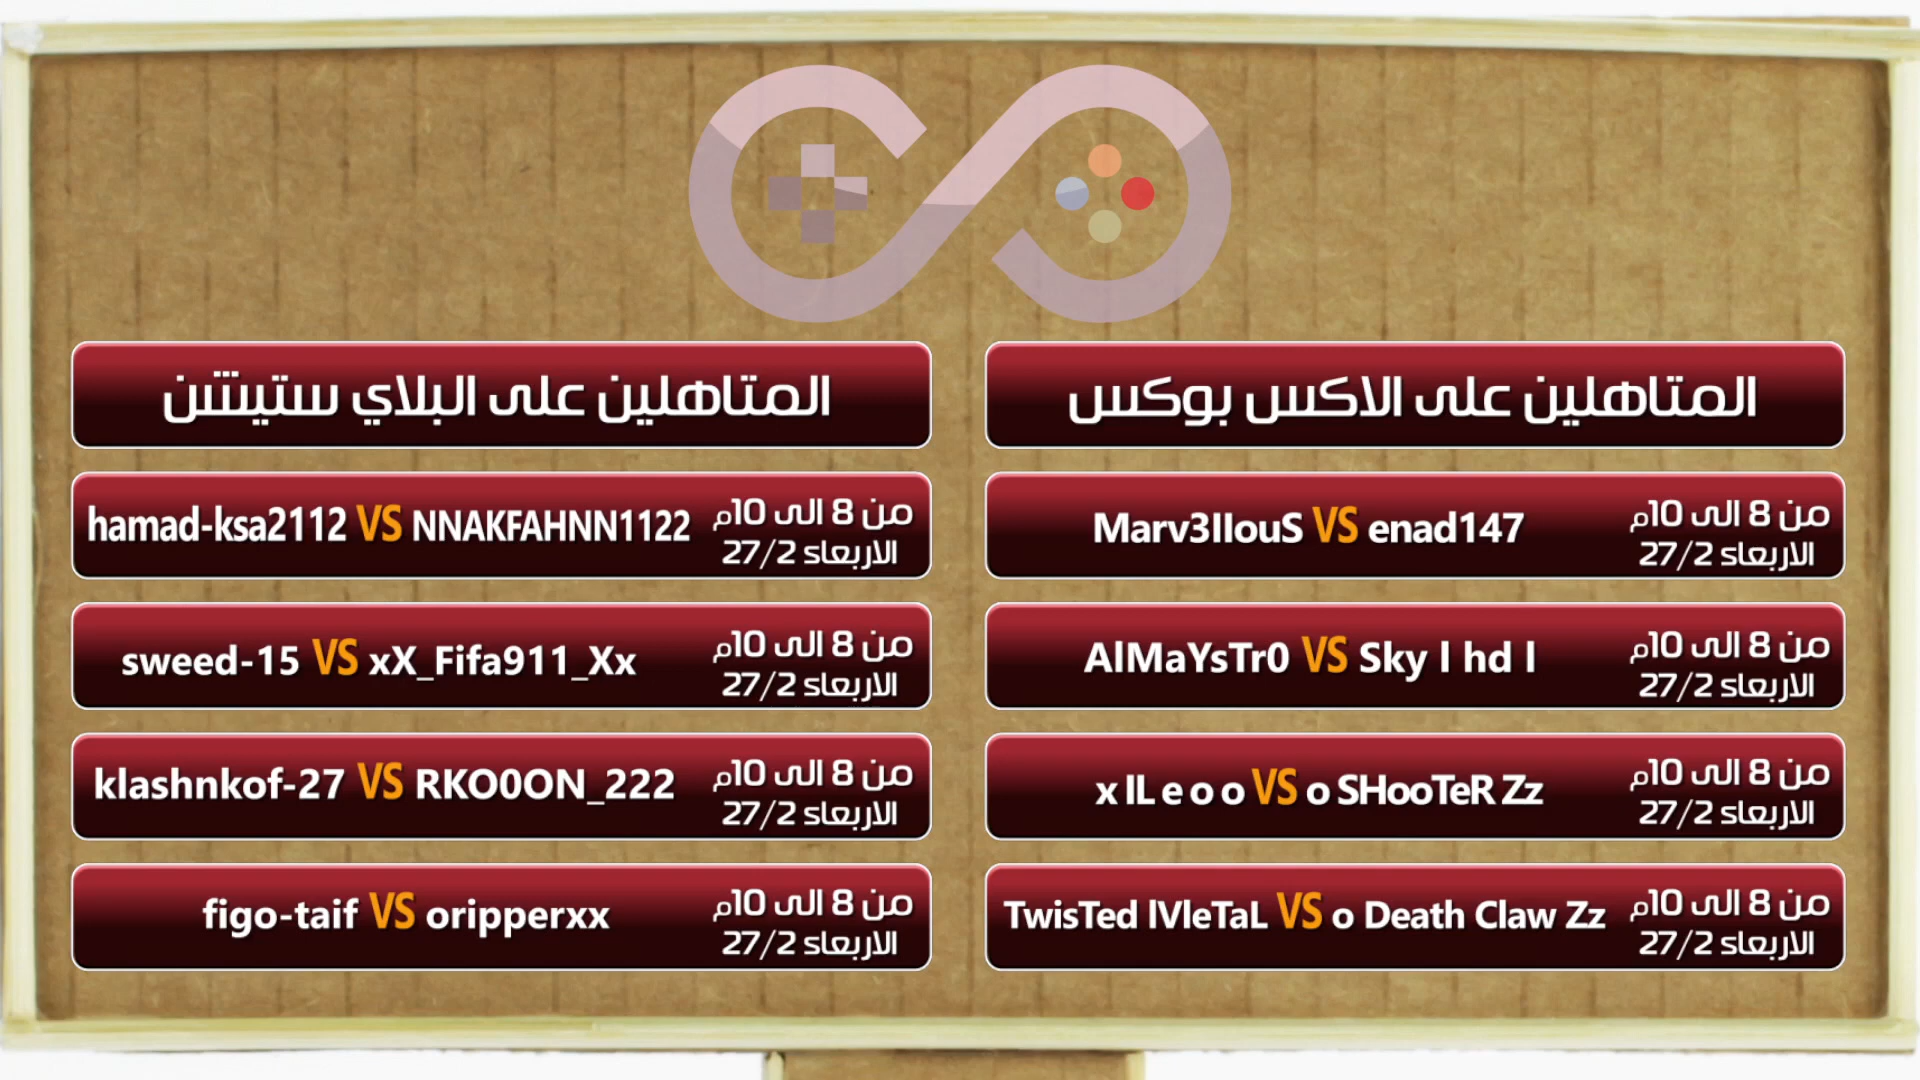 المتاهلين على الاكس بوكس
Marv3IIouS VS enad147
من 8 الى 10م
الاربعاء 27/2
AlMaYsTr0 VS Sky l hd l
من 8 الى 10م
الاربعاء 27/2
x lL e o o VS o SHooTeR Zz
من 8 الى 10م
الاربعاء 27/2
TwisTed lVleTaL VS o Death Claw Zz
من 8 الى 10م
الاربعاء 27/2
المتاهلين على البلاي ستيشن
hamad-ksa2112 VS NNAKFAHNN1122
من 8 الى 10م
الاربعاء 27/2
sweed-15 VS xX_Fifa911_Xx
من 8 الى 10م
الاربعاء 27/2
klashnkof-27 VS RKO0ON_222
من 8 الى 10م
الاربعاء 27/2
figo-taif VS oripperxx
من 8 الى 10م
الاربعاء 27/2